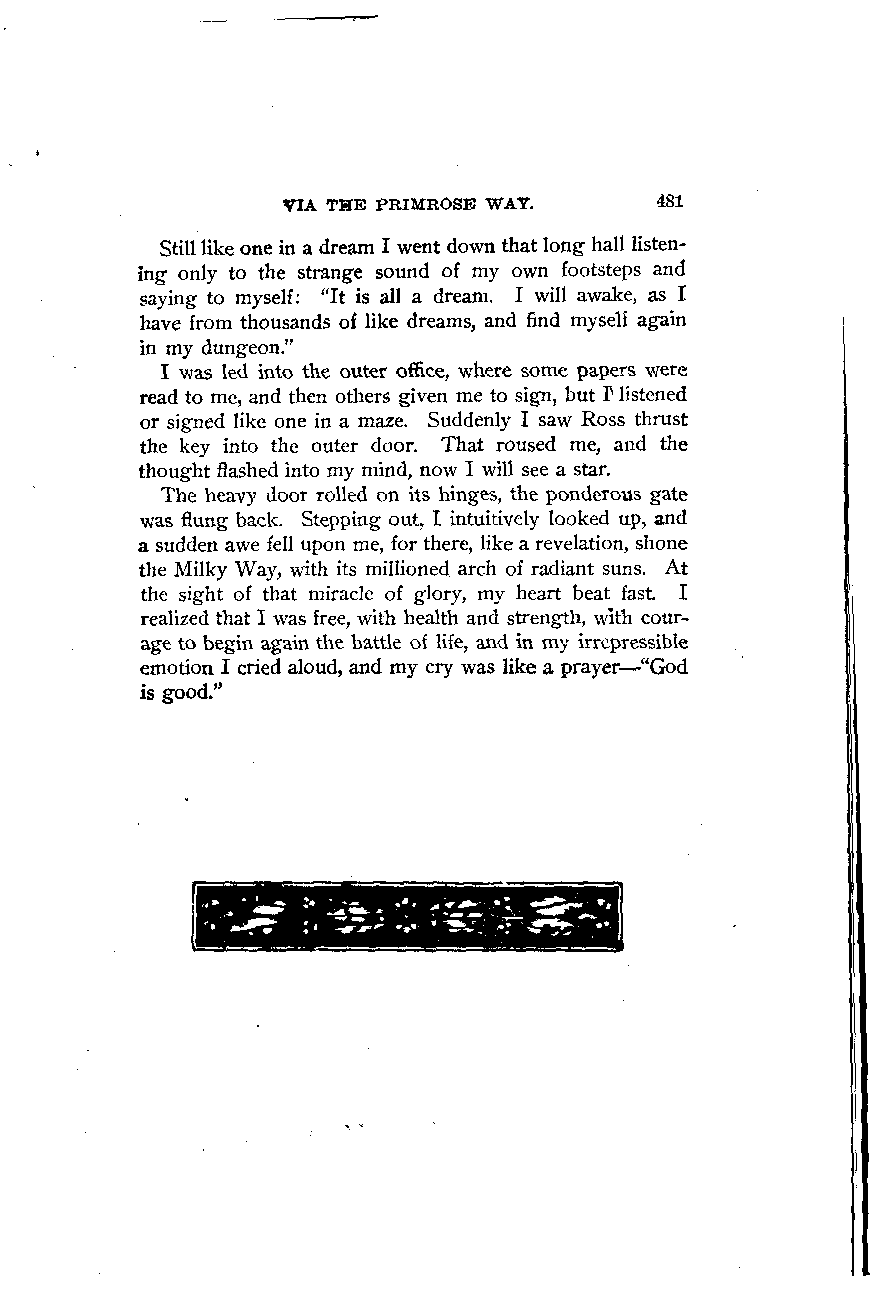 VIA THE PRIMROSE WAY. 481
Still like one in a dream I went down that long hall listen-
ing only to the strange sound of my own footsteps and
saying to myself: "It is all a dream. I will awake, as I
have from thousands of like dreams, and find myself again
in my dungeon."
I was led into the outer office, where some papers were
read to me, and then others given me to sign, but I listened
or signed like one in a maze. Suddenly I saw Ross thrust
the key into the outer door. That roused me, and the
thought flashed into my mind, now I will see a star.
The heavy door rolled on its hinges, the ponderous gate
was flung back. Stepping out, I intuitively looked up, and
a sudden awe fell upon me, for there, like a revelation, shone
the Milky Way, with its millioned arch of radiant suns. At
the sight of that miracle of glory, my heart beat fast. I
realized that I was free, with health and strength, with cour-
age to begin again the battle of life, and in my irrepressible
emotion I cried aloud, and my cry was like a prayer—"God
is good."